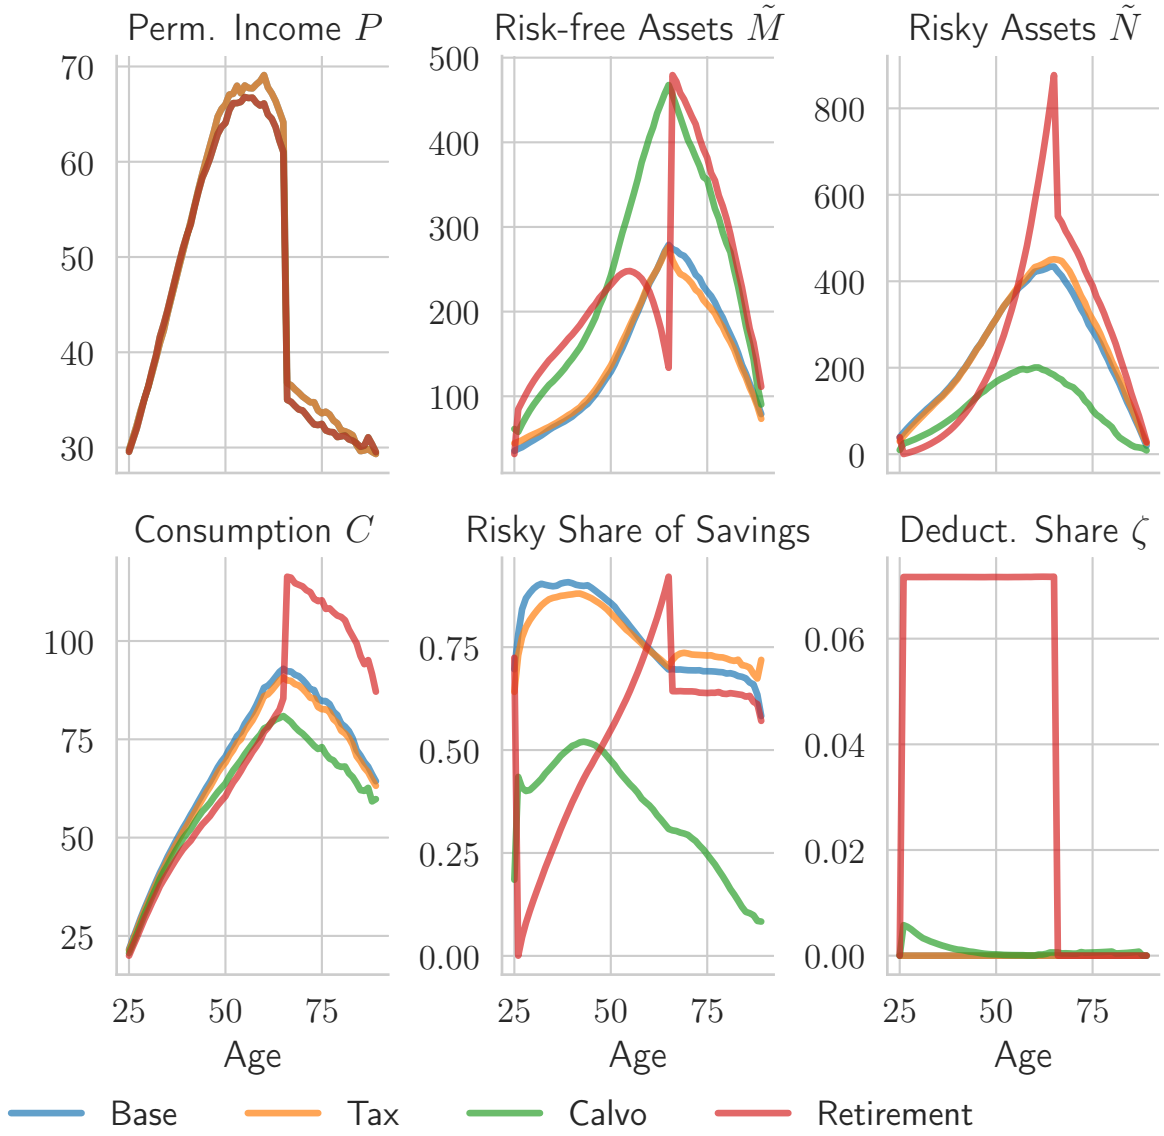 Perm. Income P
Risk-free Assets M̃
Risky Assets Ñ
70
60
50
40
30
500
400
300
200
100
800
600
400
200
0
Consumption C
Risky Share of Savings
Deduct. Share ζ
100
75
50
25
0.75
0.50
0.25
0.00
0.06
0.04
0.02
0.00
25 50 75
25 50 75
25 50 75
Age
Age
Age
Base Tax Calvo Retirement